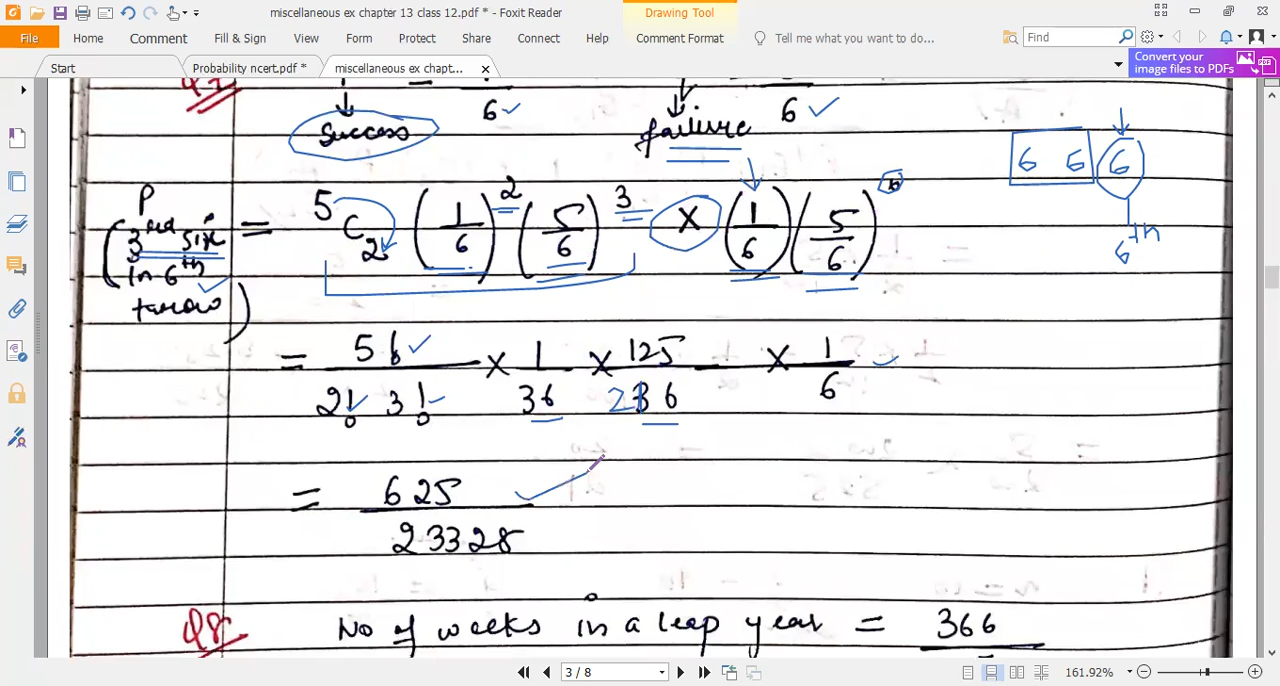 miscellaneous ex chapter 13 class 12.pdf * - Foxit Reader
Drawing Tool
File Home Comment Fill & Sign View Form Protect Share Connect Help Comment Format Tell me what you want to do... Find
Start Probability ncert.pdf * miscellaneous ex chapt... Convert your image files to PDFs
= 6 6
Success failure
6 6 6
6th
P (3rd six in 6th throw) = 5C2 (1/6)2 (5/6)3 X (1/6) (5/6)0
= 5! / 2! 3! X 1/36 X 125/216 X 1/6
= 625/23328
Q8: No of weeks in a leep year = 366
3 / 8 161.92%